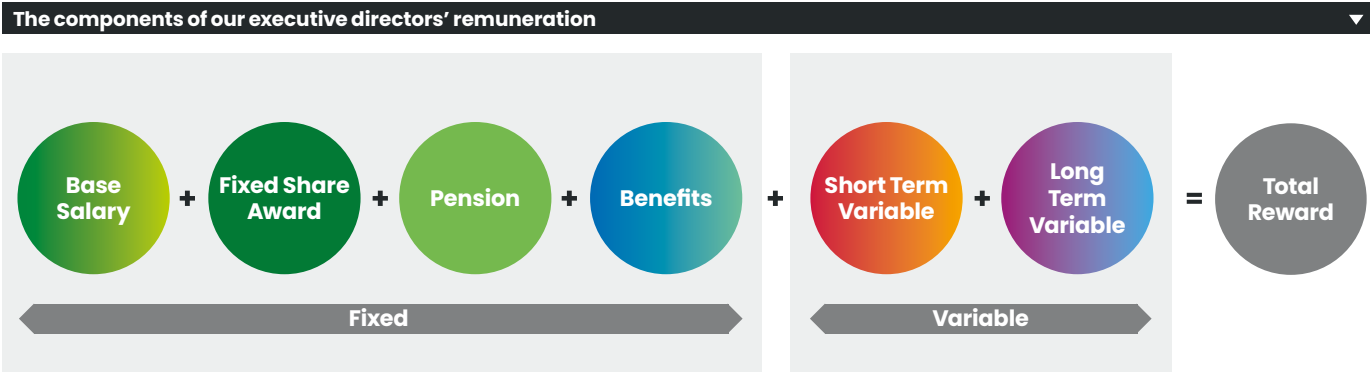 The components of our executive directors’ remuneration
Base
Salary
+
Fixed Share
Award
+
Pension
+
Benefits
+
Short Term
Variable
+
Long
Term
Variable
=
Total
Reward
Fixed
Variable